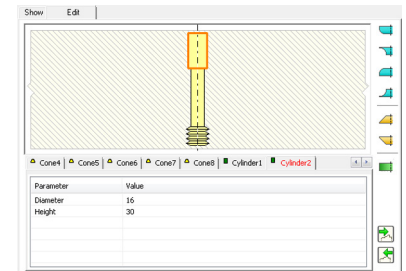 Show Edit
Cone4 Cone5 Cone6 Cone7 Cone8 Cylinder1 Cylinder2
Parameter Value
Diameter 16
Height 30